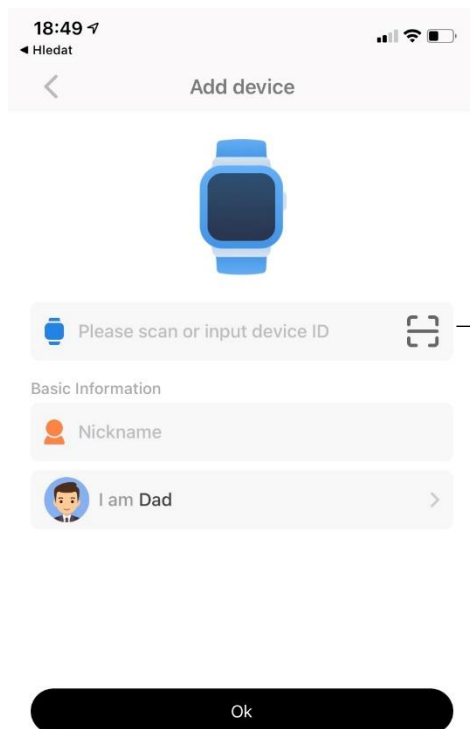 18:49
Hledat
Add device
Please scan or input device ID
Basic Information
Nickname
I am Dad
Ok